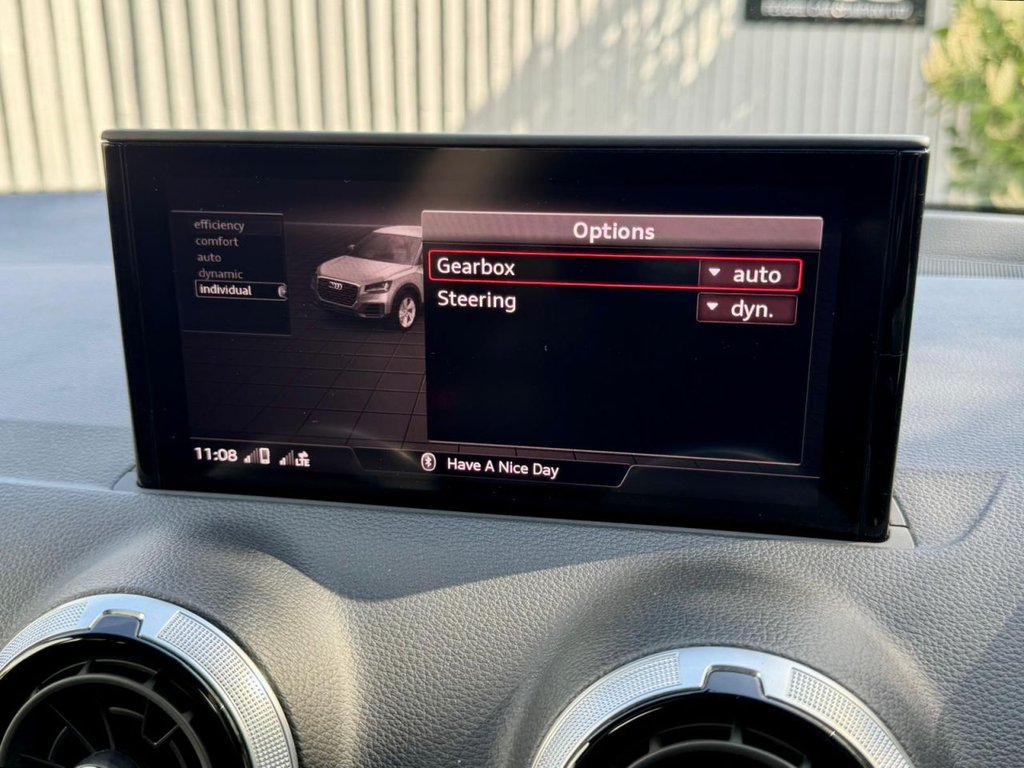 efficiency
comfort
auto
dynamic
individual
Options
Gearbox auto
Steering dyn.
11:08 LTE
Have A Nice Day